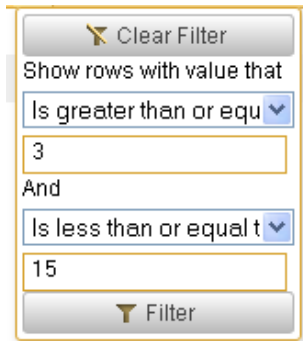 Clear Filter
Show rows with value that
Is greater than or equ
3
And
Is less than or equal t
15
Filter